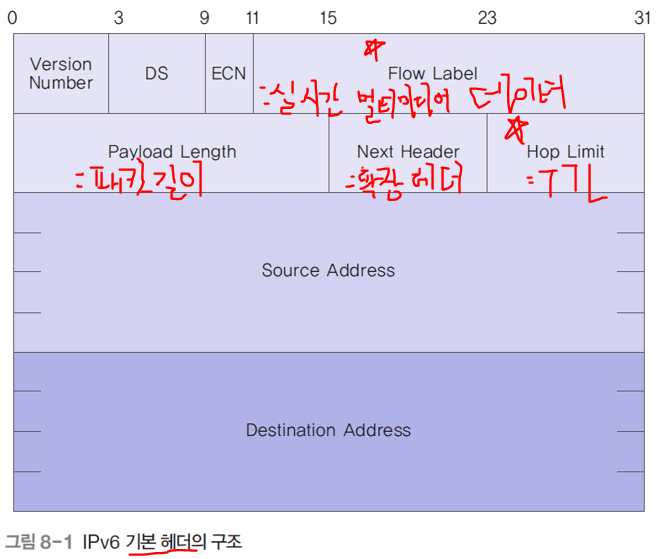 0 3 9 11 15 23 31
Version
Number
DS
ECN
Flow Label
:실시간 멀티미디어 데이터
Payload Length
:패킷길이
Next Header
:확장 헤더
Hop Limit
:TTL
Source Address
Destination Address
그림 8-1 IPv6 기본 헤더의 구조